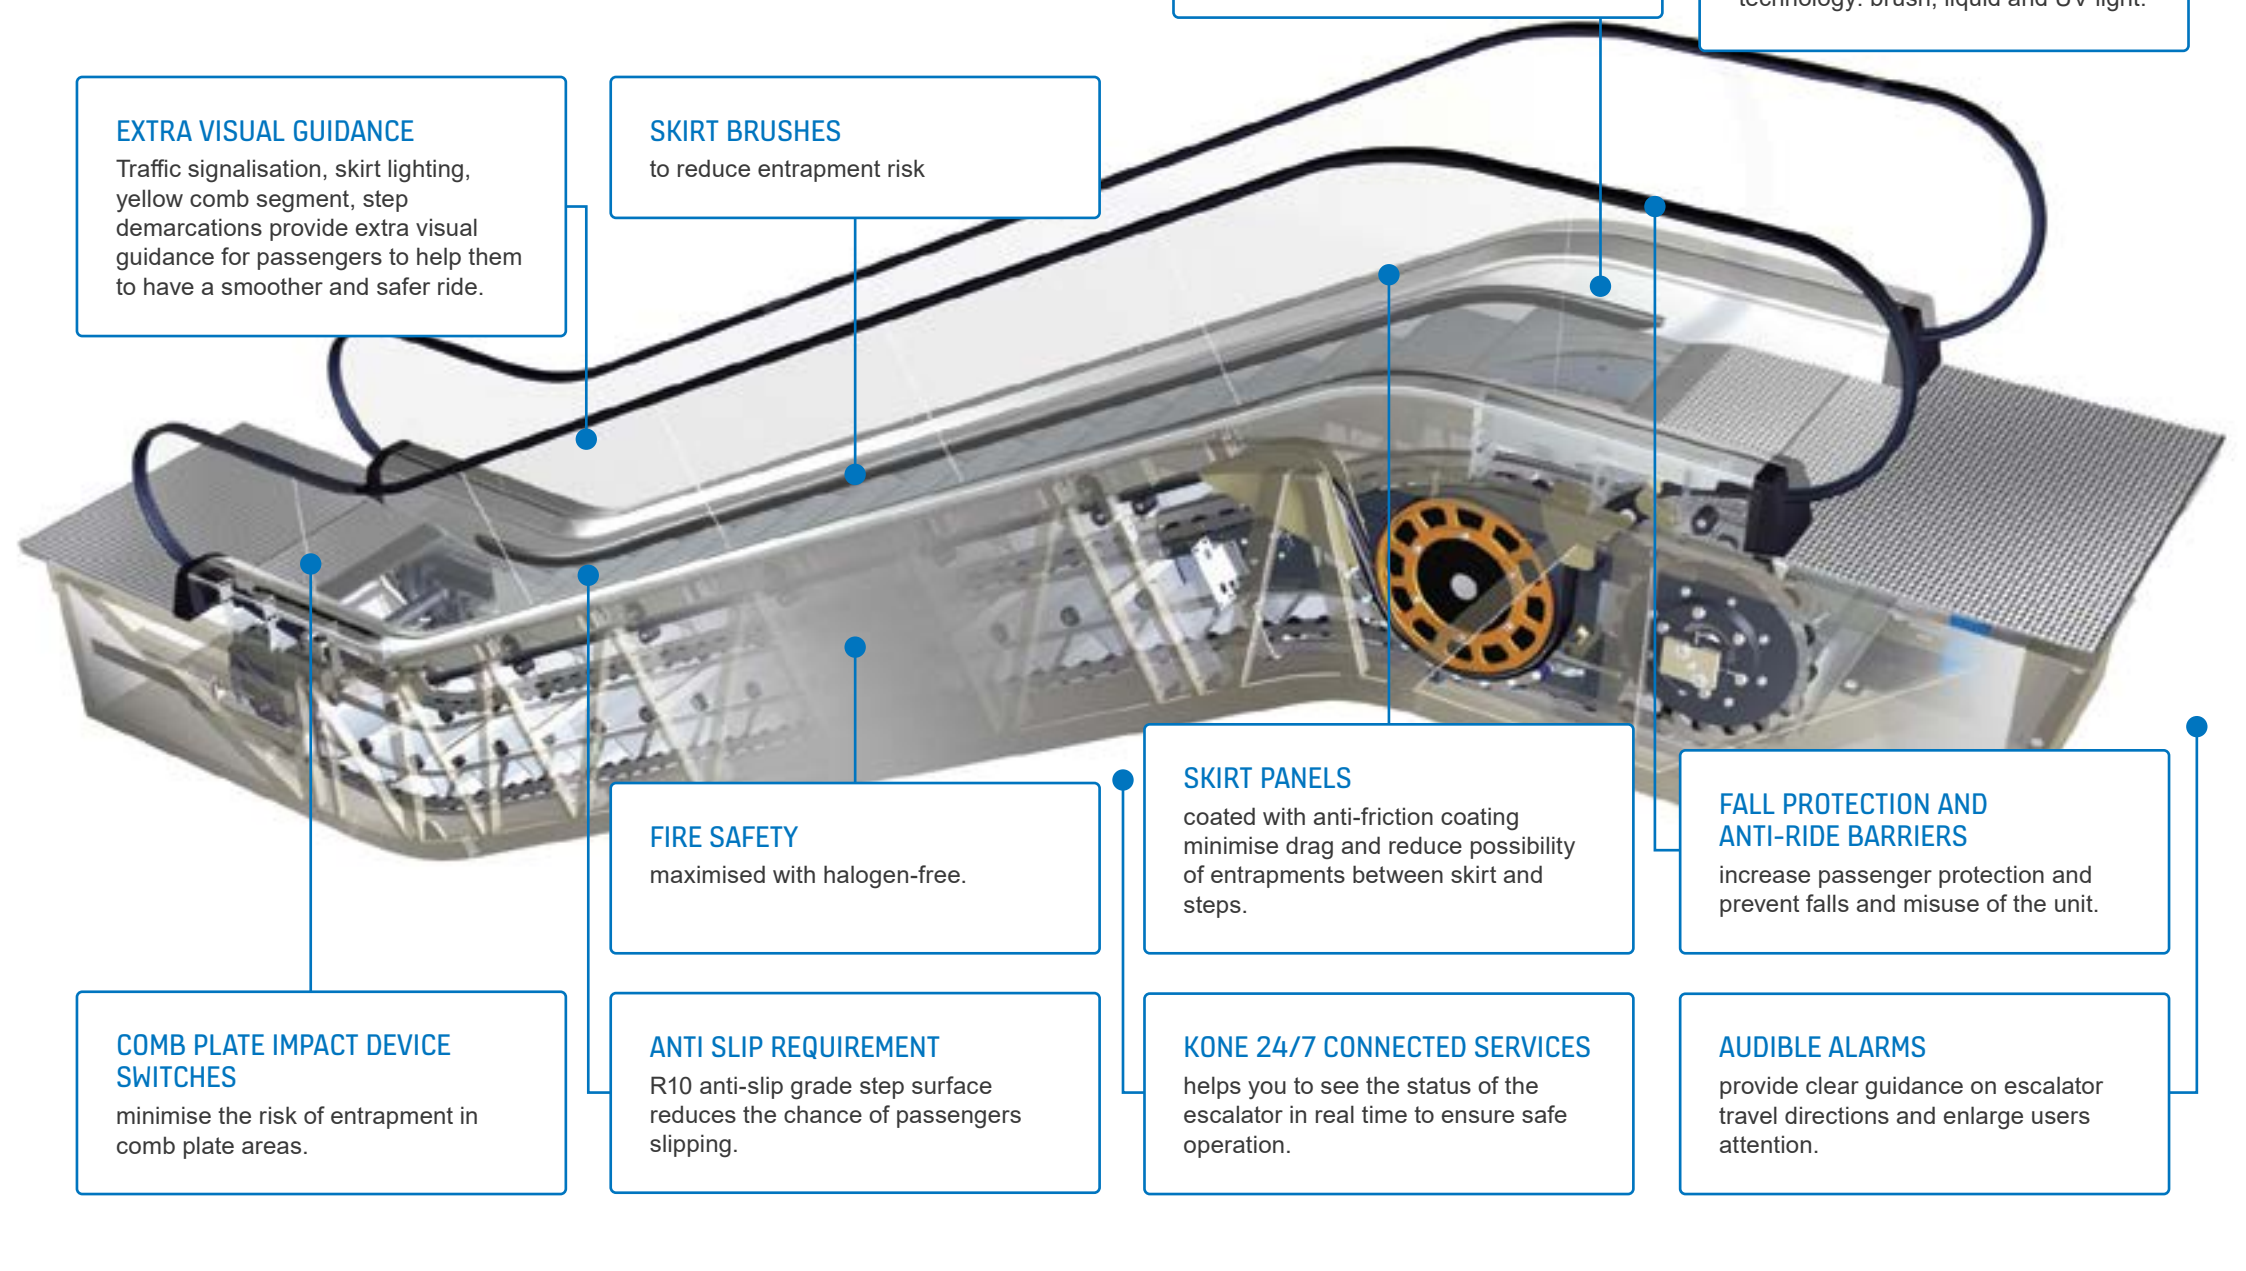 technology: brush, liquid and UV light.
EXTRA VISUAL GUIDANCE
Traffic signalisation, skirt lighting,
yellow comb segment, step
demarcations provide extra visual
guidance for passengers to help them
to have a smoother and safer ride.
SKIRT BRUSHES
to reduce entrapment risk
FIRE SAFETY
maximised with halogen-free.
SKIRT PANELS
coated with anti-friction coating
minimise drag and reduce possibility
of entrapments between skirt and
steps.
FALL PROTECTION AND
ANTI-RIDE BARRIERS
increase passenger protection and
prevent falls and misuse of the unit.
COMB PLATE IMPACT DEVICE
SWITCHES
minimise the risk of entrapment in
comb plate areas.
ANTI SLIP REQUIREMENT
R10 anti-slip grade step surface
reduces the chance of passengers
slipping.
KONE 24/7 CONNECTED SERVICES
helps you to see the status of the
escalator in real time to ensure safe
operation.
AUDIBLE ALARMS
provide clear guidance on escalator
travel directions and enlarge users
attention.